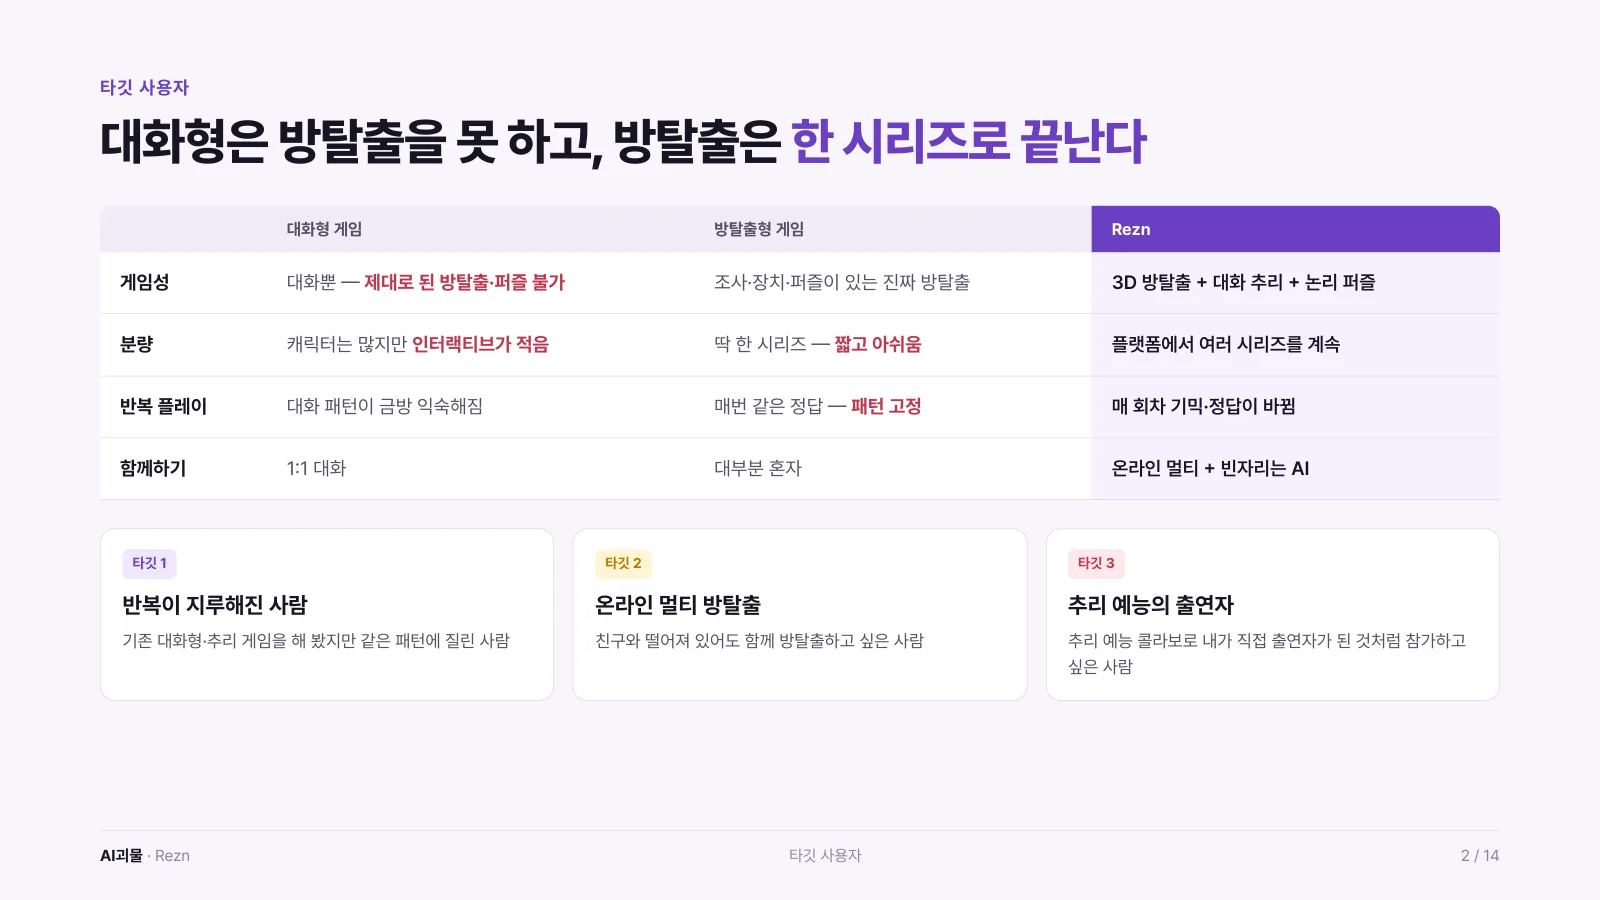 타깃 사용자
대화형은 방탈출을 못 하고, 방탈출은 한 시리즈로 끝난다
대화형 게임 방탈출형 게임 Rezn
게임성 대화뿐 — 제대로 된 방탈출·퍼즐 불가 조사·장치·퍼즐이 있는 진짜 방탈출 3D 방탈출 + 대화 추리 + 논리 퍼즐
분량 캐릭터는 많지만 인터랙티브가 적음 딱 한 시리즈 — 짧고 아쉬움 플랫폼에서 여러 시리즈를 계속
반복 플레이 대화 패턴이 금방 익숙해짐 매번 같은 정답 — 패턴 고정 매 회차 기믹·정답이 바뀜
함께하기 1:1 대화 대부분 혼자 온라인 멀티 + 빈자리는 AI
타깃 1
반복이 지루해진 사람
기존 대화형·추리 게임을 해 봤지만 같은 패턴에 질린 사람
타깃 2
온라인 멀티 방탈출
친구와 떨어져 있어도 함께 방탈출하고 싶은 사람
타깃 3
추리 예능의 출연자
추리 예능 콜라보로 내가 직접 출연자가 된 것처럼 참가하고
싶은 사람
AI괴물 · Rezn 타깃 사용자 2 / 14